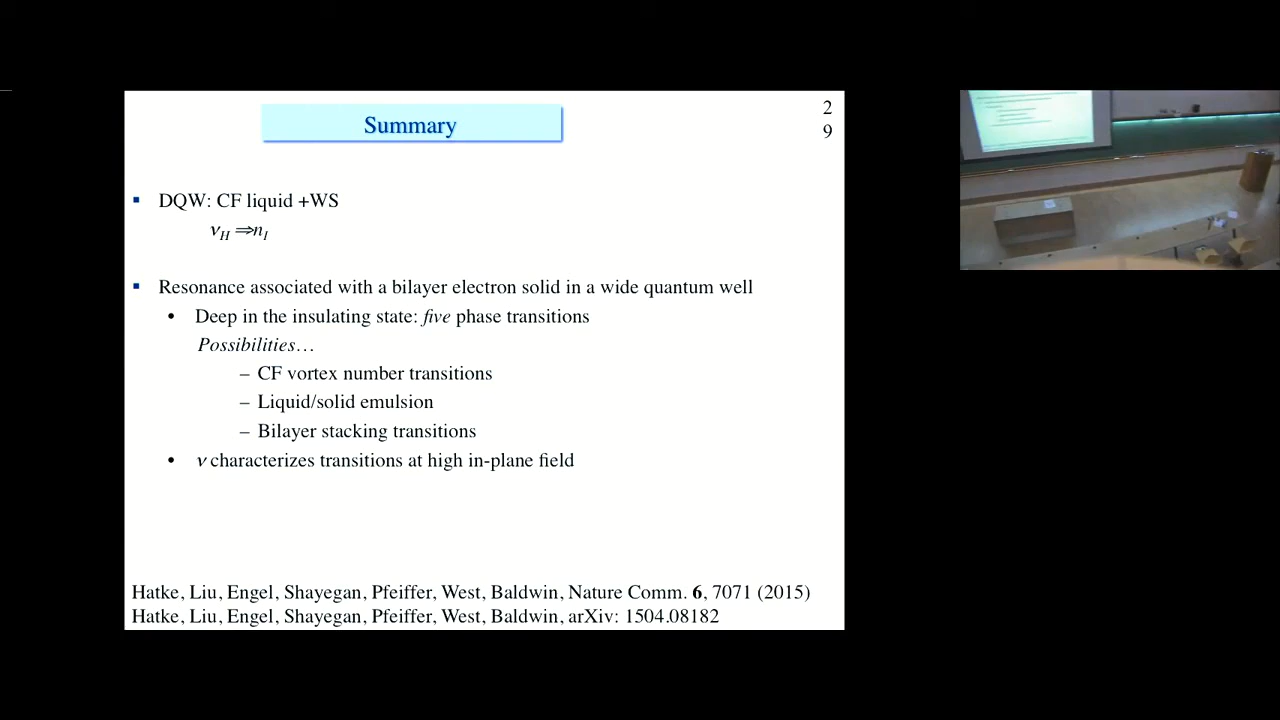 Summary
2
9
▪ DQW: CF liquid +WS
ν_H ⇒n_I
▪ Resonance associated with a bilayer electron solid in a wide quantum well
• Deep in the insulating state: five phase transitions
Possibilities…
– CF vortex number transitions
– Liquid/solid emulsion
– Bilayer stacking transitions
• ν characterizes transitions at high in-plane field
Hatke, Liu, Engel, Shayegan, Pfeiffer, West, Baldwin, Nature Comm. 6, 7071 (2015)
Hatke, Liu, Engel, Shayegan, Pfeiffer, West, Baldwin, arXiv: 1504.08182